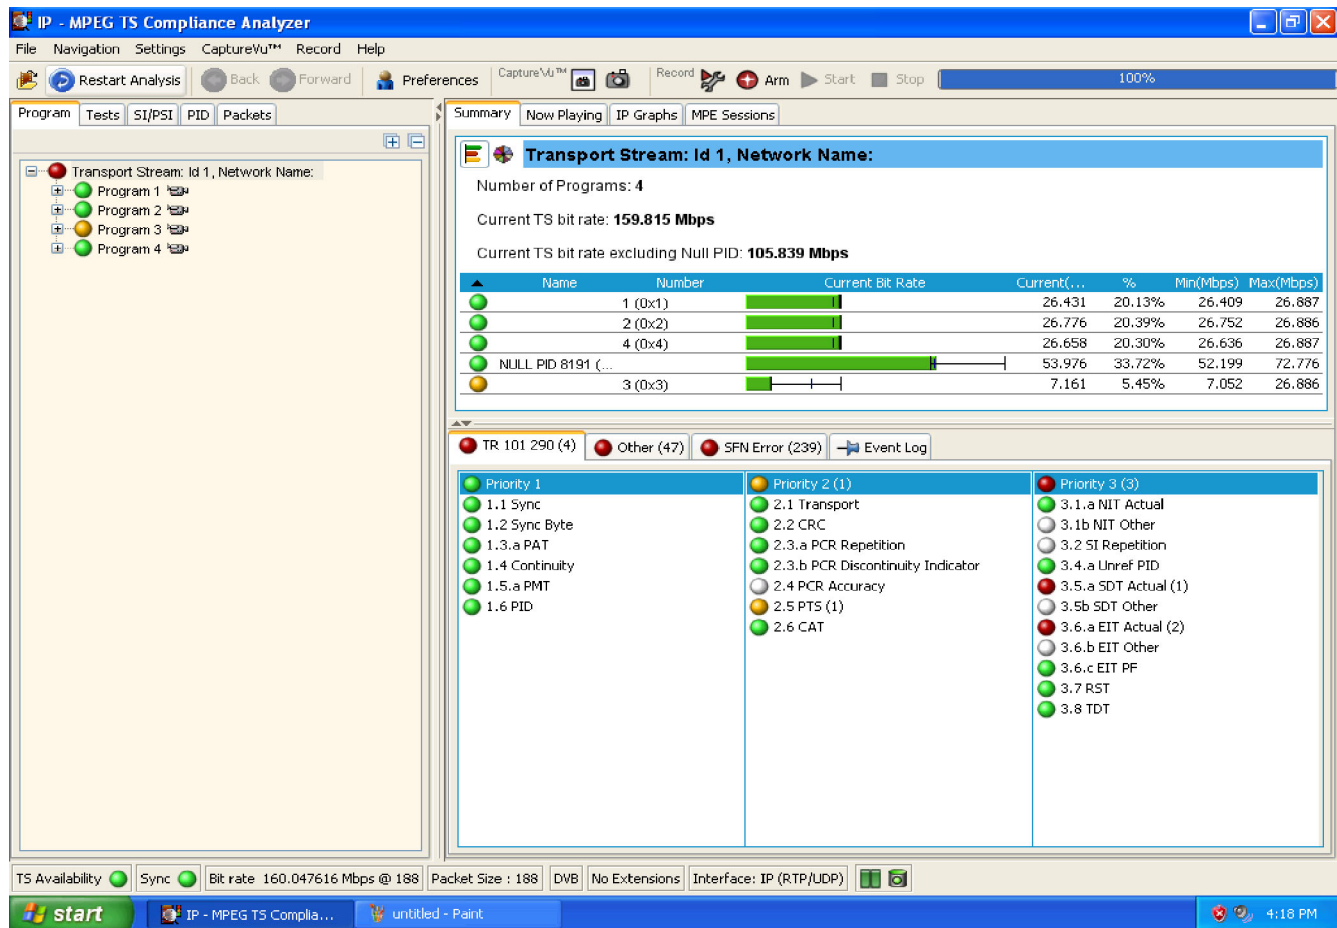 IP - MPEG TS Compliance Analyzer
File Navigation Settings CaptureVu™ Record Help
Restart Analysis Back Forward Preferences CaptureVu™ Record Arm Start Stop 100%
Program Tests SI/PSI PID Packets
Transport Stream: Id 1, Network Name:
Program 1
Program 2
Program 3
Program 4
Summary Now Playing IP Graphs MPE Sessions
Transport Stream: Id 1, Network Name:
Number of Programs: 4
Current TS bit rate: 159.815 Mbps
Current TS bit rate excluding Null PID: 105.839 Mbps
Name Number Current Bit Rate Current(... % Min(Mbps) Max(Mbps)
1 (0x1) 26.431 20.13% 26.409 26.887
2 (0x2) 26.776 20.39% 26.752 26.886
4 (0x4) 26.658 20.30% 26.636 26.887
NULL PID 8191 (... 53.976 33.72% 52.199 72.776
3 (0x3) 7.161 5.45% 7.052 26.886
TR 101 290 (4) Other (47) SFN Error (239) Event Log
Priority 1
1.1 Sync
1.2 Sync Byte
1.3.a PAT
1.4 Continuity
1.5.a PMT
1.6 PID
Priority 2 (1)
2.1 Transport
2.2 CRC
2.3.a PCR Repetition
2.3.b PCR Discontinuity Indicator
2.4 PCR Accuracy
2.5 PTS (1)
2.6 CAT
Priority 3 (3)
3.1.a NIT Actual
3.1b NIT Other
3.2 SI Repetition
3.4.a Unref PID
3.5.a SDT Actual (1)
3.5b SDT Other
3.6.a EIT Actual (2)
3.6.b EIT Other
3.6.c EIT PF
3.7 RST
3.8 TDT
TS Availability Sync Bit rate 160.047616 Mbps @ 188 Packet Size : 188 DVB No Extensions Interface: IP (RTP/UDP)
start IP - MPEG TS Complia... untitled - Paint 4:18 PM